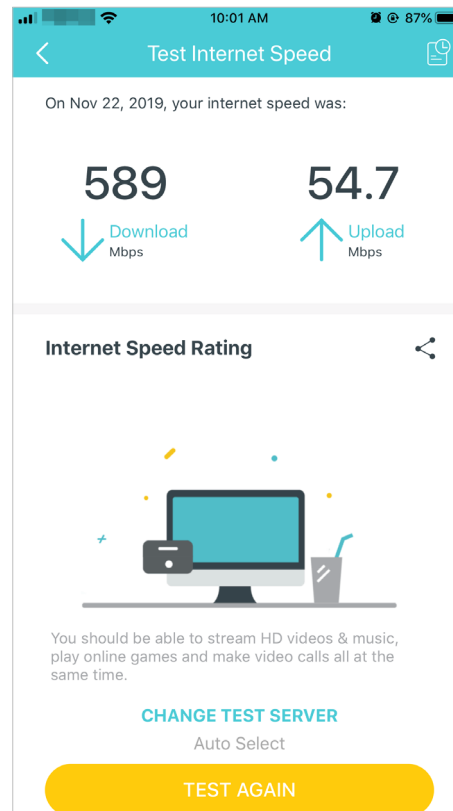 10:01 AM
87%
Test Internet Speed
On Nov 22, 2019, your internet speed was:
589
54.7
Download
Upload
Mbps
Mbps
Internet Speed Rating
You should be able to stream HD videos & music,
play online games and make video calls all at the
same time.
CHANGE TEST SERVER
Auto Select
TEST AGAIN